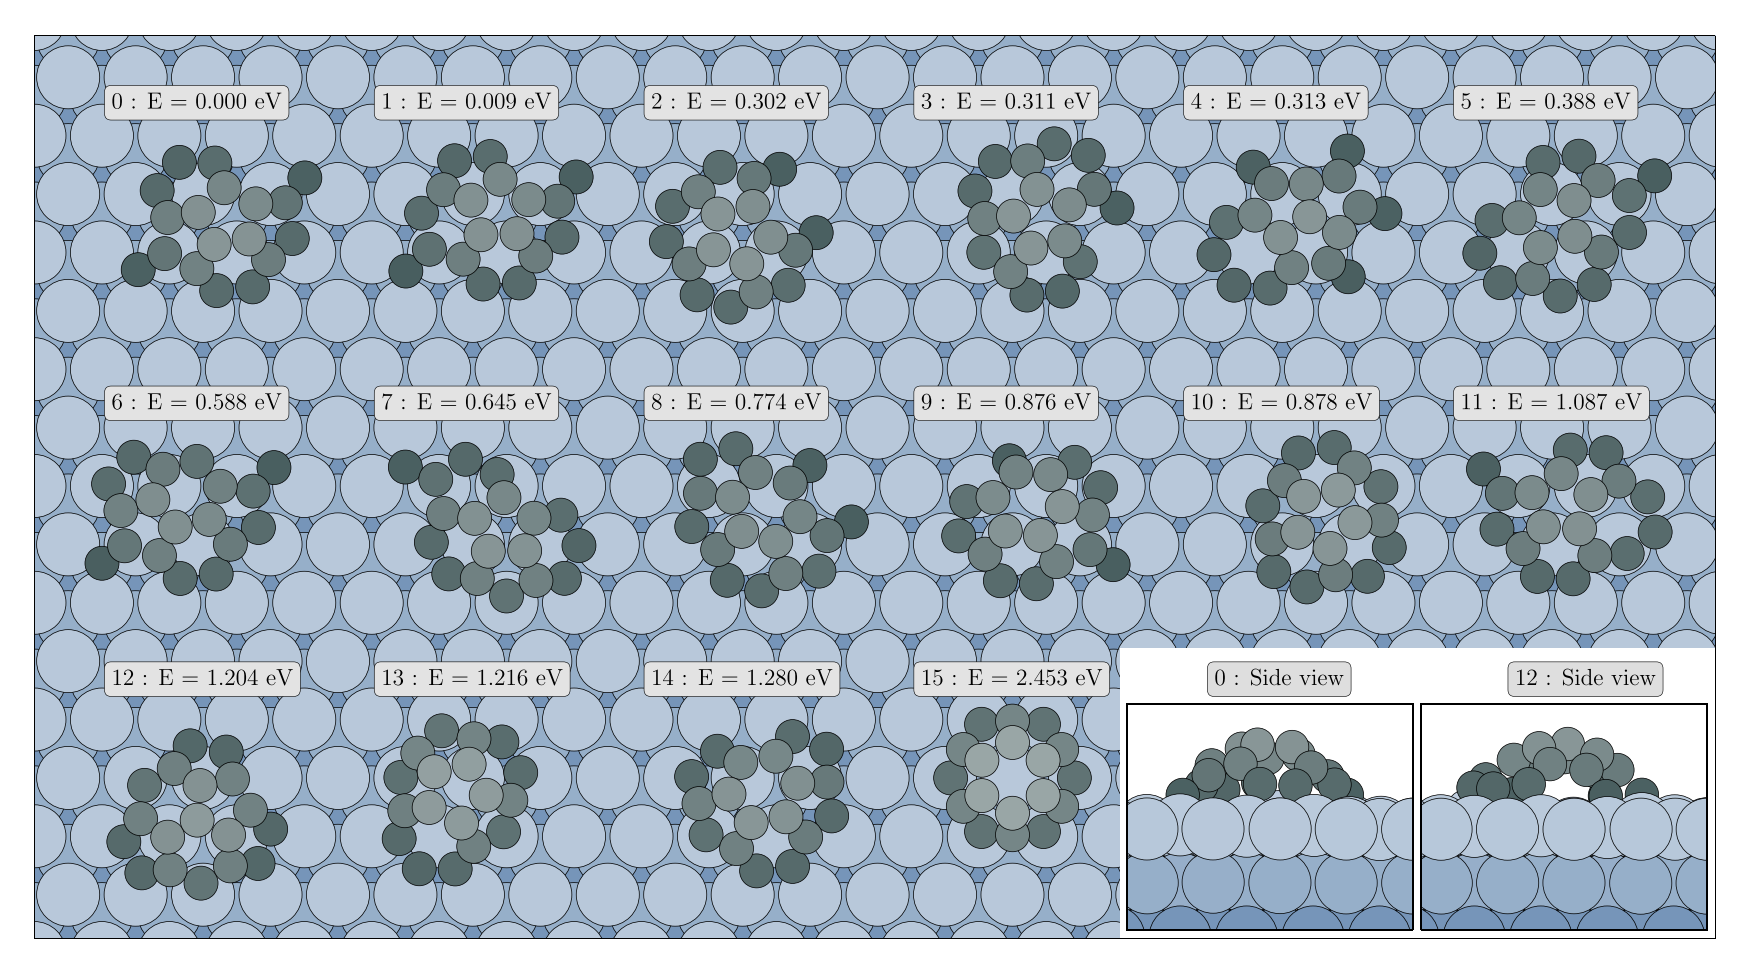 0 : E = 0.000 eV
1 : E = 0.009 eV
2 : E = 0.302 eV
3 : E = 0.311 eV
4 : E = 0.313 eV
5 : E = 0.388 eV
6 : E = 0.588 eV
7 : E = 0.645 eV
8 : E = 0.774 eV
9 : E = 0.876 eV
10 : E = 0.878 eV
11 : E = 1.087 eV
12 : E = 1.204 eV
13 : E = 1.216 eV
14 : E = 1.280 eV
15 : E = 2.453 eV
0 : Side view
12 : Side view